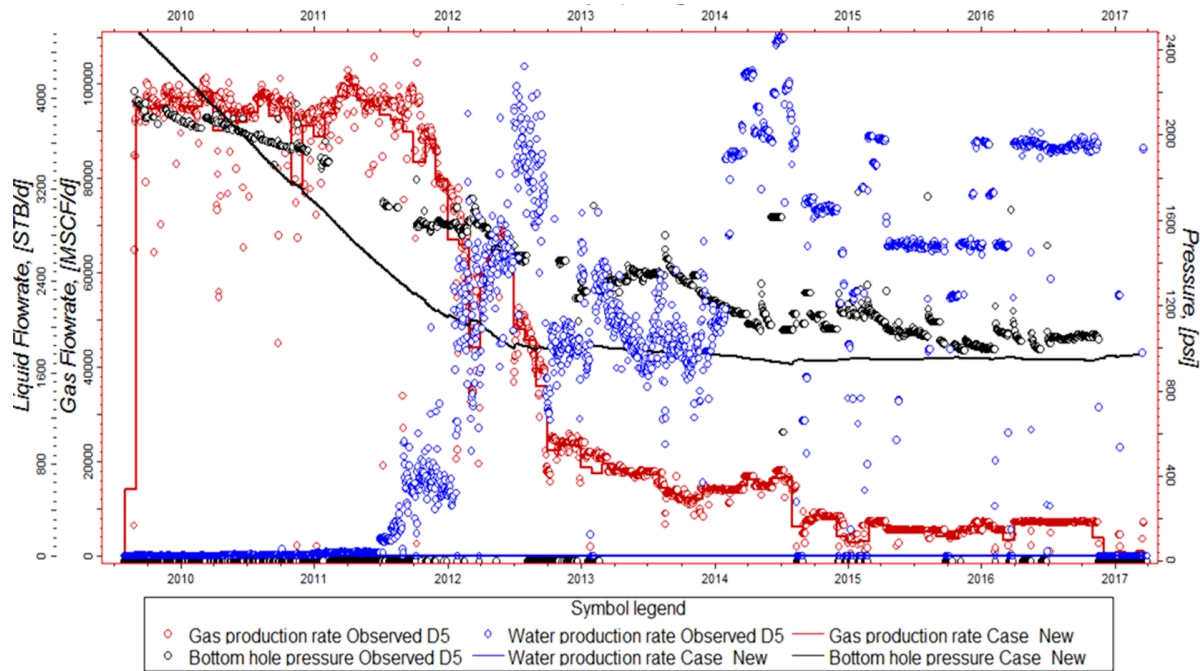 2010 2011 2012 2013 2014 2015 2016 2017
Liquid Flowrate, [STB/d]
Gas Flowrate, [MSCF/d]
4000
3200
2400
1600
800
0
100000
80000
60000
40000
20000
0
2400
2000
1600
1200
800
400
0
Pressure, [psi]
2010 2011 2012 2013 2014 2015 2016 2017
Symbol legend
Gas production rate Observed D5 Water production rate Observed D5 Gas production rate Case New
Bottom hole pressure Observed D5 Water production rate Case New Bottom hole pressure Case New